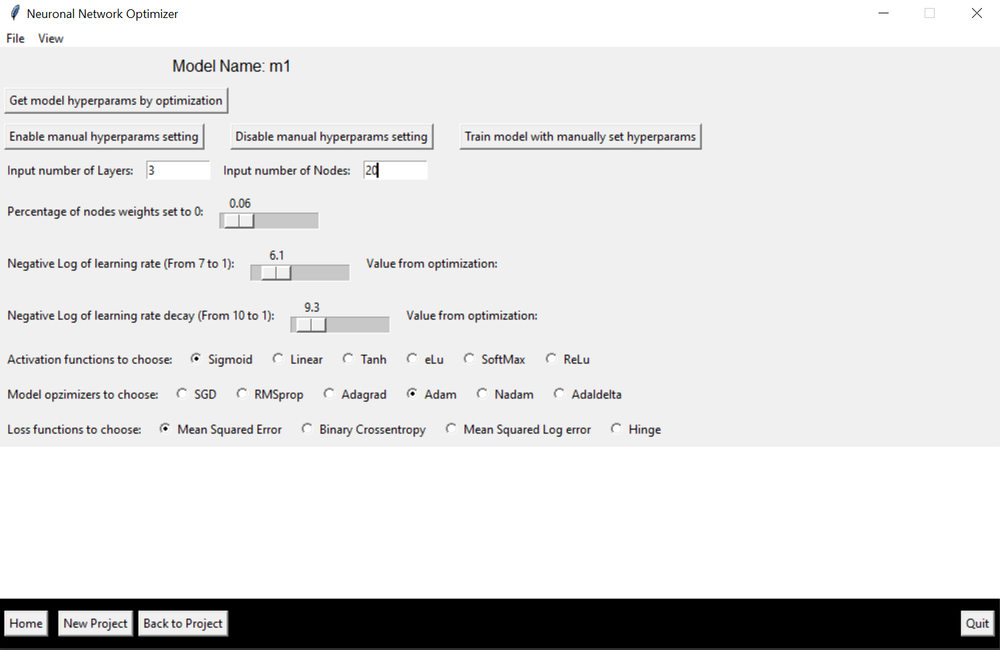 Neuronal Network Optimizer
File View
Model Name: m1
Get model hyperparams by optimization
Enable manual hyperparams setting Disable manual hyperparams setting Train model with manually set hyperparams
Input number of Layers: 3 Input number of Nodes: 20
0.06
Percentage of nodes weights set to 0:
6.1
Negative Log of learning rate (From 7 to 1): Value from optimization:
9.3
Negative Log of learning rate decay (From 10 to 1): Value from optimization:
Activation functions to choose: Sigmoid Linear Tanh eLu SoftMax ReLu
Model opzimizers to choose: SGD RMSprop Adagrad Adam Nadam Adaldelta
Loss functions to choose: Mean Squared Error Binary Crossentropy Mean Squared Log error Hinge
Home New Project Back to Project Quit